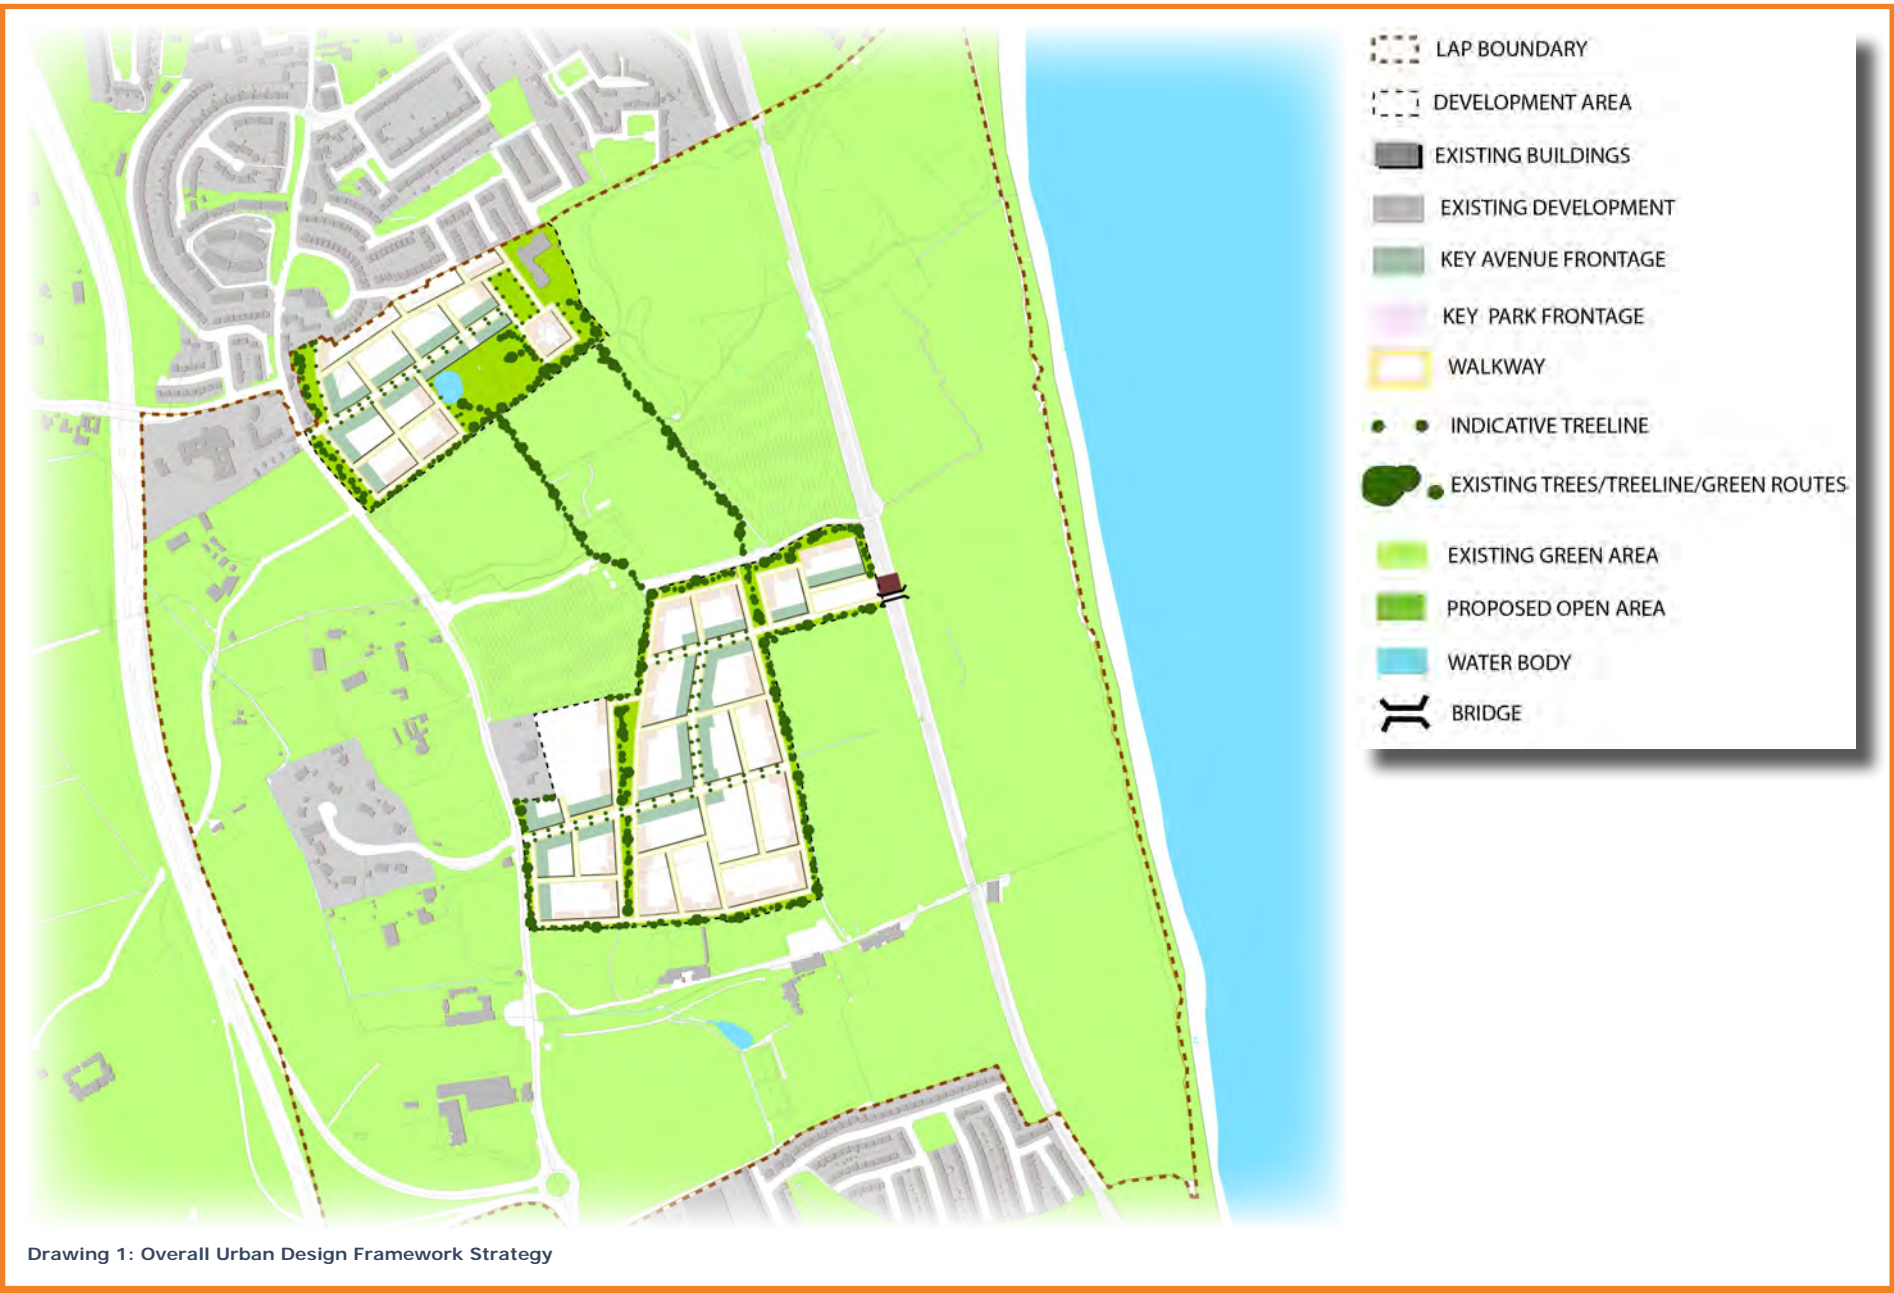 LAP BOUNDARY
DEVELOPMENT AREA
EXISTING BUILDINGS
EXISTING DEVELOPMENT
KEY AVENUE FRONTAGE
KEY PARK FRONTAGE
WALKWAY
INDICATIVE TREELINE
EXISTING TREES/TREELINE/GREEN ROUTES
EXISTING GREEN AREA
PROPOSED OPEN AREA
WATER BODY
BRIDGE
Drawing 1: Overall Urban Design Framework Strategy